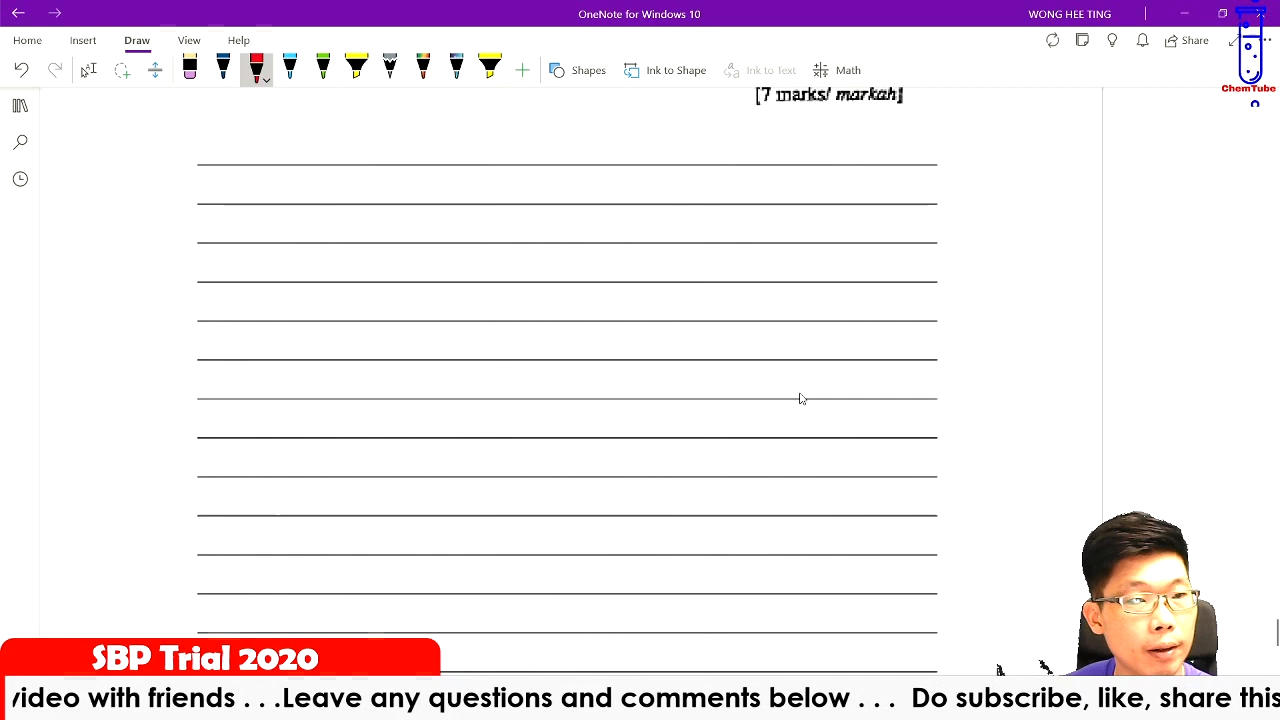 OneNote for Windows 10
WONG HEE TING
Home
Insert
Draw
View
Help
Share
Shapes
Ink to Shape
Ink to Text
Math
ChemTube
[7 marks/ markah]
SBP Trial 2020
video with friends . . .Leave any questions and comments below . . . Do subscribe, like, share this